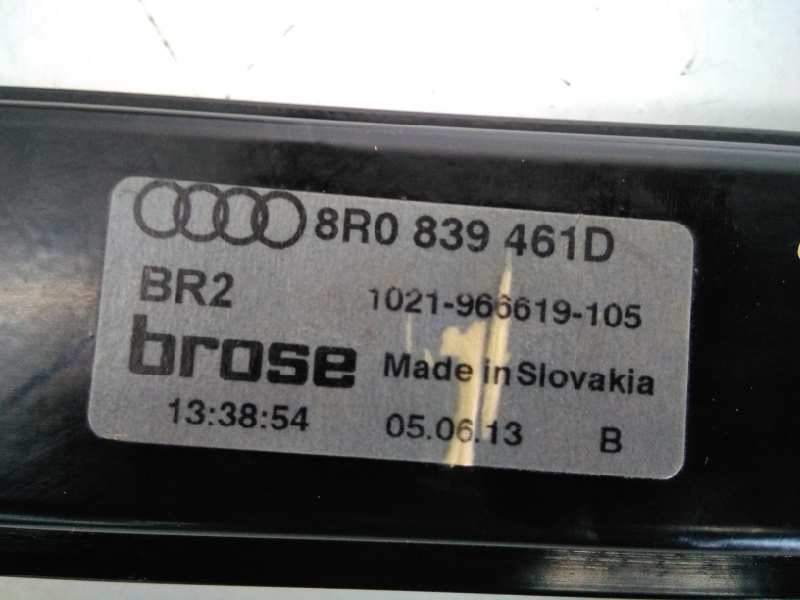 8R0 839 461D
BR2 1021-966619-105
brose Made in Slovakia
13:38:54 05.06.13 B